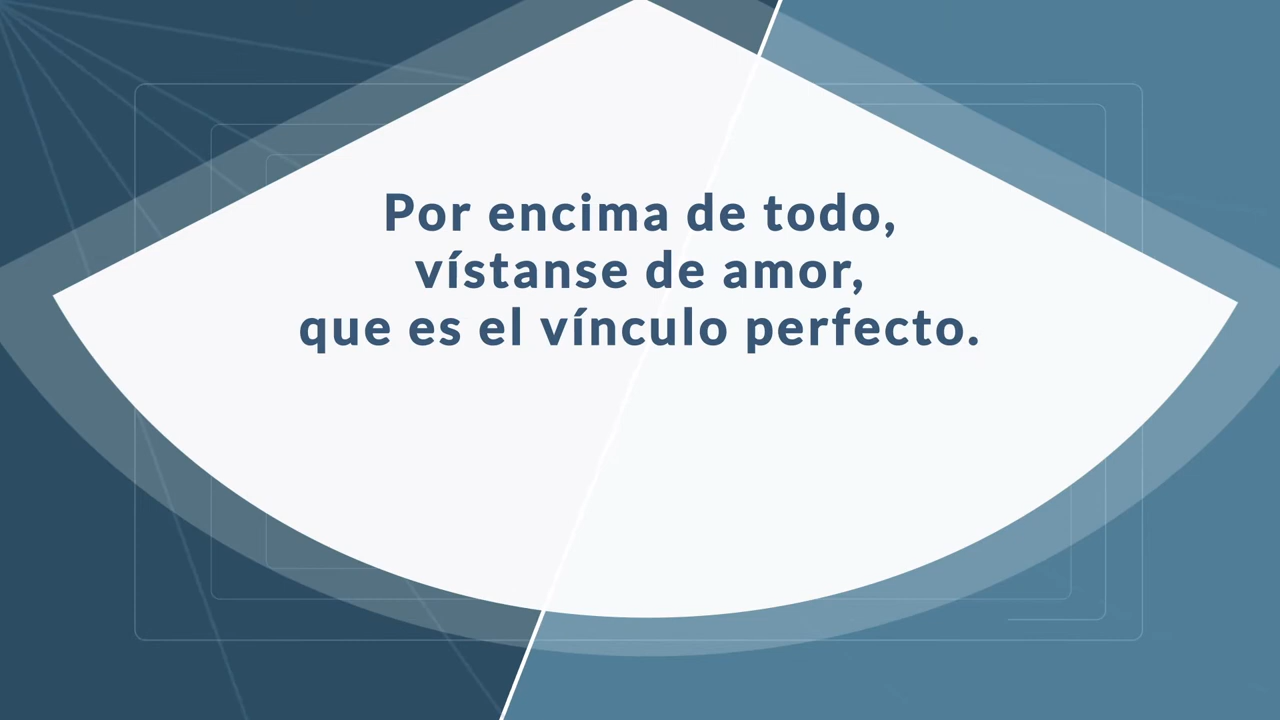 Por encima de todo,
vístanse de amor,
que es el vínculo perfecto.